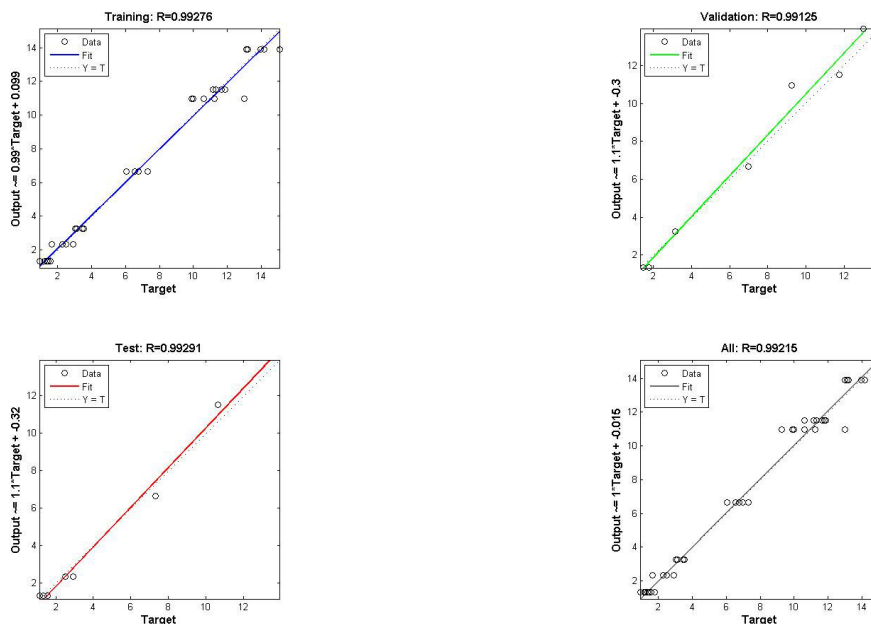 Training: R=0.99276
Output ~= 0.99*Target + 0.099
Data
Fit
Y = T
14
12
10
8
6
4
2
2 4 6 8 10 12 14
Target
Validation: R=0.99125
Output ~= 1.1*Target + -0.3
Data
Fit
Y = T
12
10
8
6
4
2
2 4 6 8 10 12
Target
Test: R=0.99291
Output ~= 1.1*Target + -0.32
Data
Fit
Y = T
12
10
8
6
4
2
2 4 6 8 10 12
Target
All: R=0.99215
Output ~= 1*Target + -0.015
Data
Fit
Y = T
14
12
10
8
6
4
2
2 4 6 8 10 12 14
Target